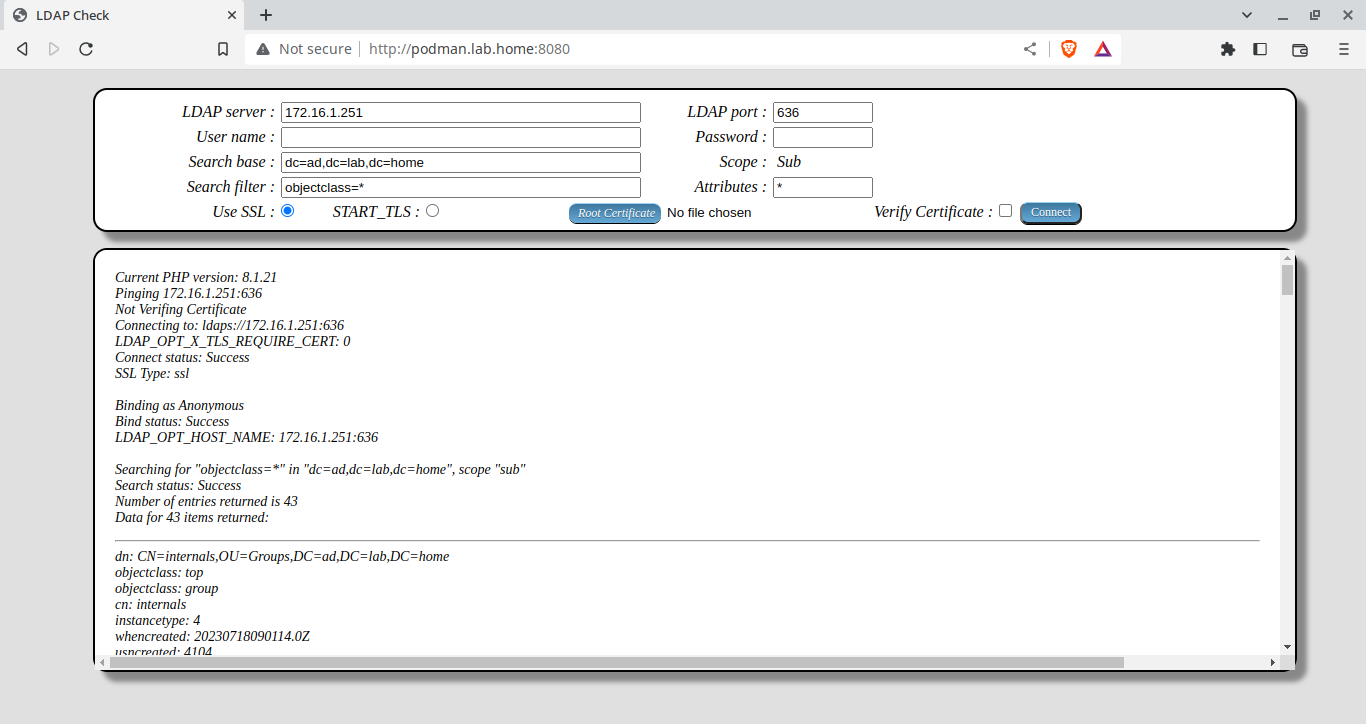 LDAP Check
Not secure http://podman.lab.home:8080
LDAP server : 172.16.1.251 LDAP port : 636
User name : Password :
Search base : dc=ad,dc=lab,dc=home Scope : Sub
Search filter : objectclass=* Attributes : *
Use SSL : START_TLS : Root Certificate No file chosen Verify Certificate : Connect
Current PHP version: 8.1.21
Pinging 172.16.1.251:636
Not Verifing Certificate
Connecting to: ldaps://172.16.1.251:636
LDAP_OPT_X_TLS_REQUIRE_CERT: 0
Connect status: Success
SSL Type: ssl
Binding as Anonymous
Bind status: Success
LDAP_OPT_HOST_NAME: 172.16.1.251:636
Searching for "objectclass=*" in "dc=ad,dc=lab,dc=home", scope "sub"
Search status: Success
Number of entries returned is 43
Data for 43 items returned:
dn: CN=internals,OU=Groups,DC=ad,DC=lab,DC=home
objectclass: top
objectclass: group
cn: internals
instancetype: 4
whencreated: 20230718090114.0Z
usncreated: 4104